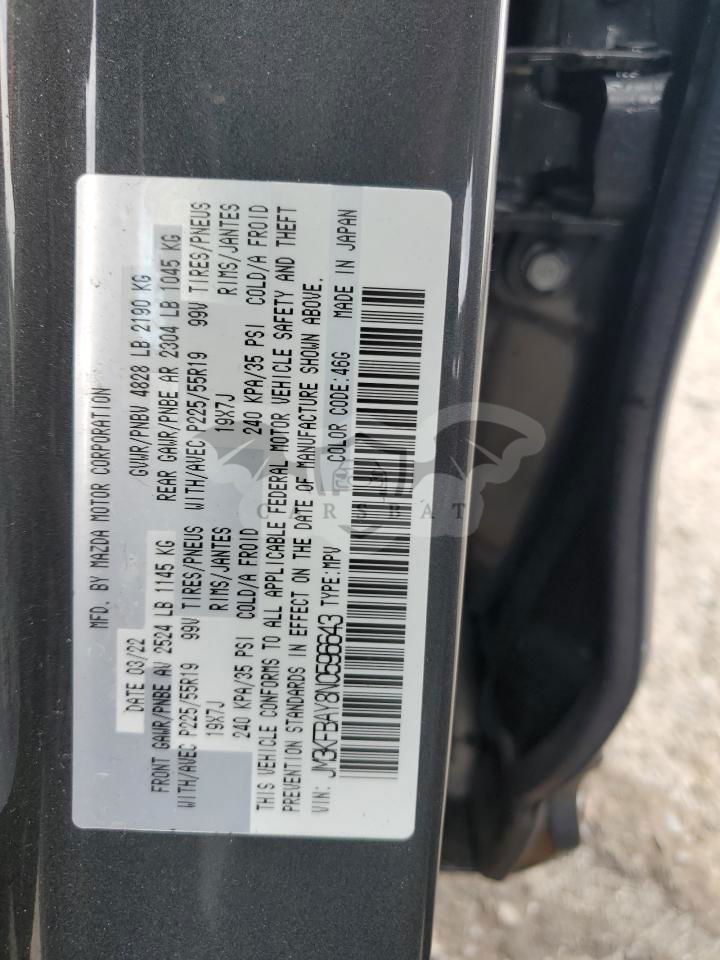 MFD. BY MAZDA MOTOR CORPORATION
DATE 03/22 GVWR/PNBV 4828 LB 2190 KG
FRONT GAWR/PNBE AV 2524 LB 1145 KG REAR GAWR/PNBE AR 2304 LB 1045 KG
WITH/AVEC P225/55R19 99V TIRES/PNEUS WITH/AVEC P225/55R19 99V TIRES/PNEUS
19X7J RIMS/JANTES 19X7J RIMS/JANTES
240 KPA/35 PSI COLD/A FROID 240 KPA/35 PSI COLD/A FROID
THIS VEHICLE CONFORMS TO ALL APPLICABLE FEDERAL MOTOR VEHICLE SAFETY AND THEFT
PREVENTION STANDARDS IN EFFECT ON THE DATE OF MANUFACTURE SHOWN ABOVE.
VIN: JM3KFBAY8N0596643 TYPE:MPV COLOR CODE:46G MADE IN JAPAN
CARSBAT